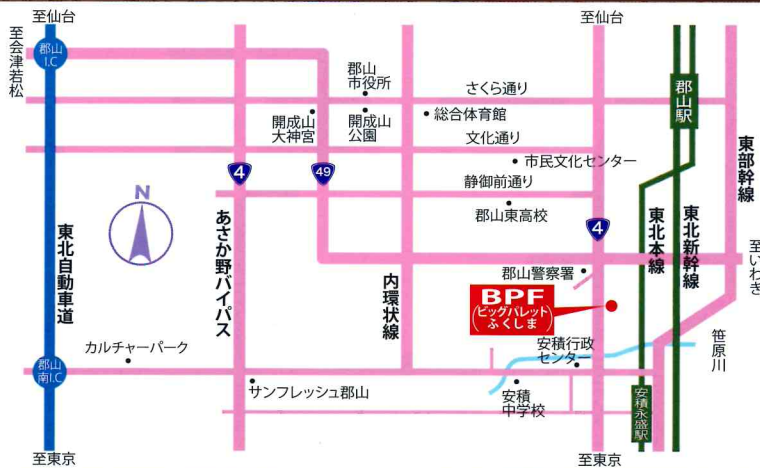 至仙台
至仙台
至会津若松
郡山
I.C
郡山
市役所
さくら通り
郡山駅
開成山
大神宮
開成山
公園
総合体育館
文化通り
市民文化センター
東部幹線
4
49
静御前通り
N
郡山東高校
4
東北自動車道
あさか野バイパス
内環状線
東北本線
東北新幹線
至いわき
郡山警察署
BPF
(ビッグパレット
ふくしま)
カルチャーパーク
安積行政
センター
笹原川
郡山
南I.C
サンフレッシュ郡山
安積
中学校
安積永盛駅
至東京
至東京